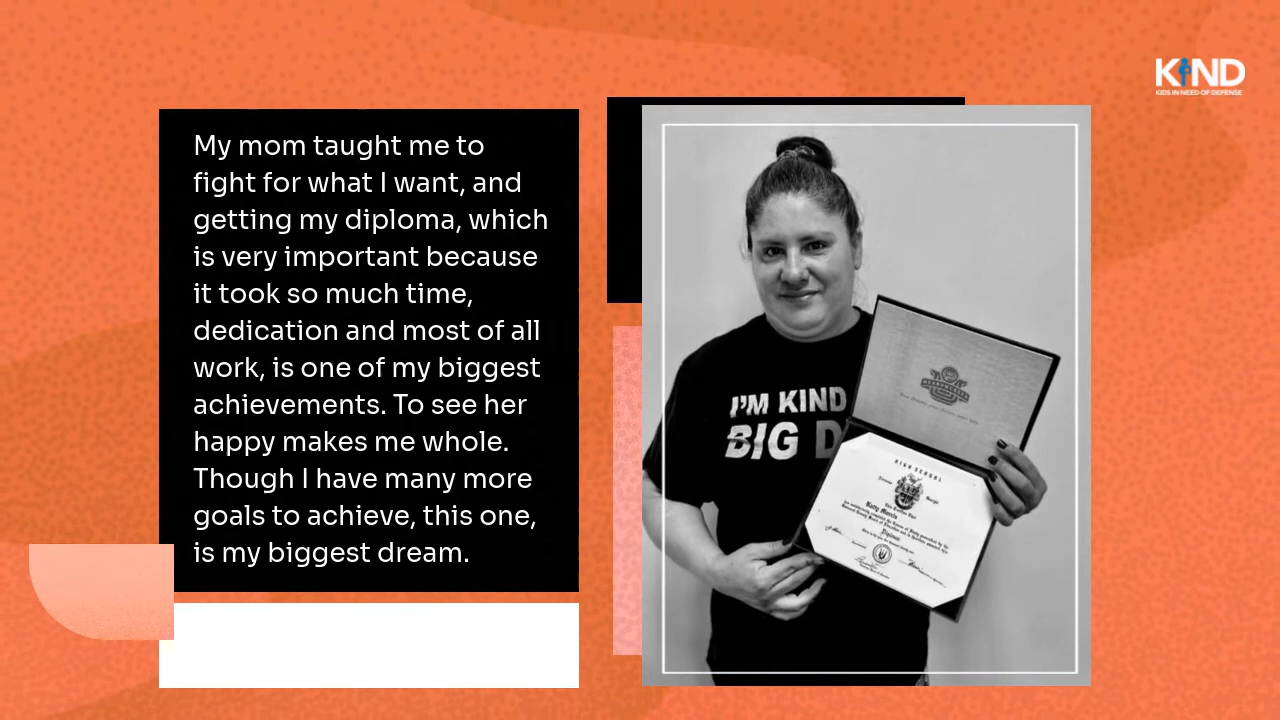 KIND
KIDS IN NEED OF DEFENSE
My mom taught me to
fight for what I want, and
getting my diploma, which
is very important because
it took so much time,
dedication and most of all
work, is one of my biggest
achievements. To see her
happy makes me whole.
Though I have many more
goals to achieve, this one,
is my biggest dream.
I'M KIND
BIG D
HIGH SCHOOL
Diploma